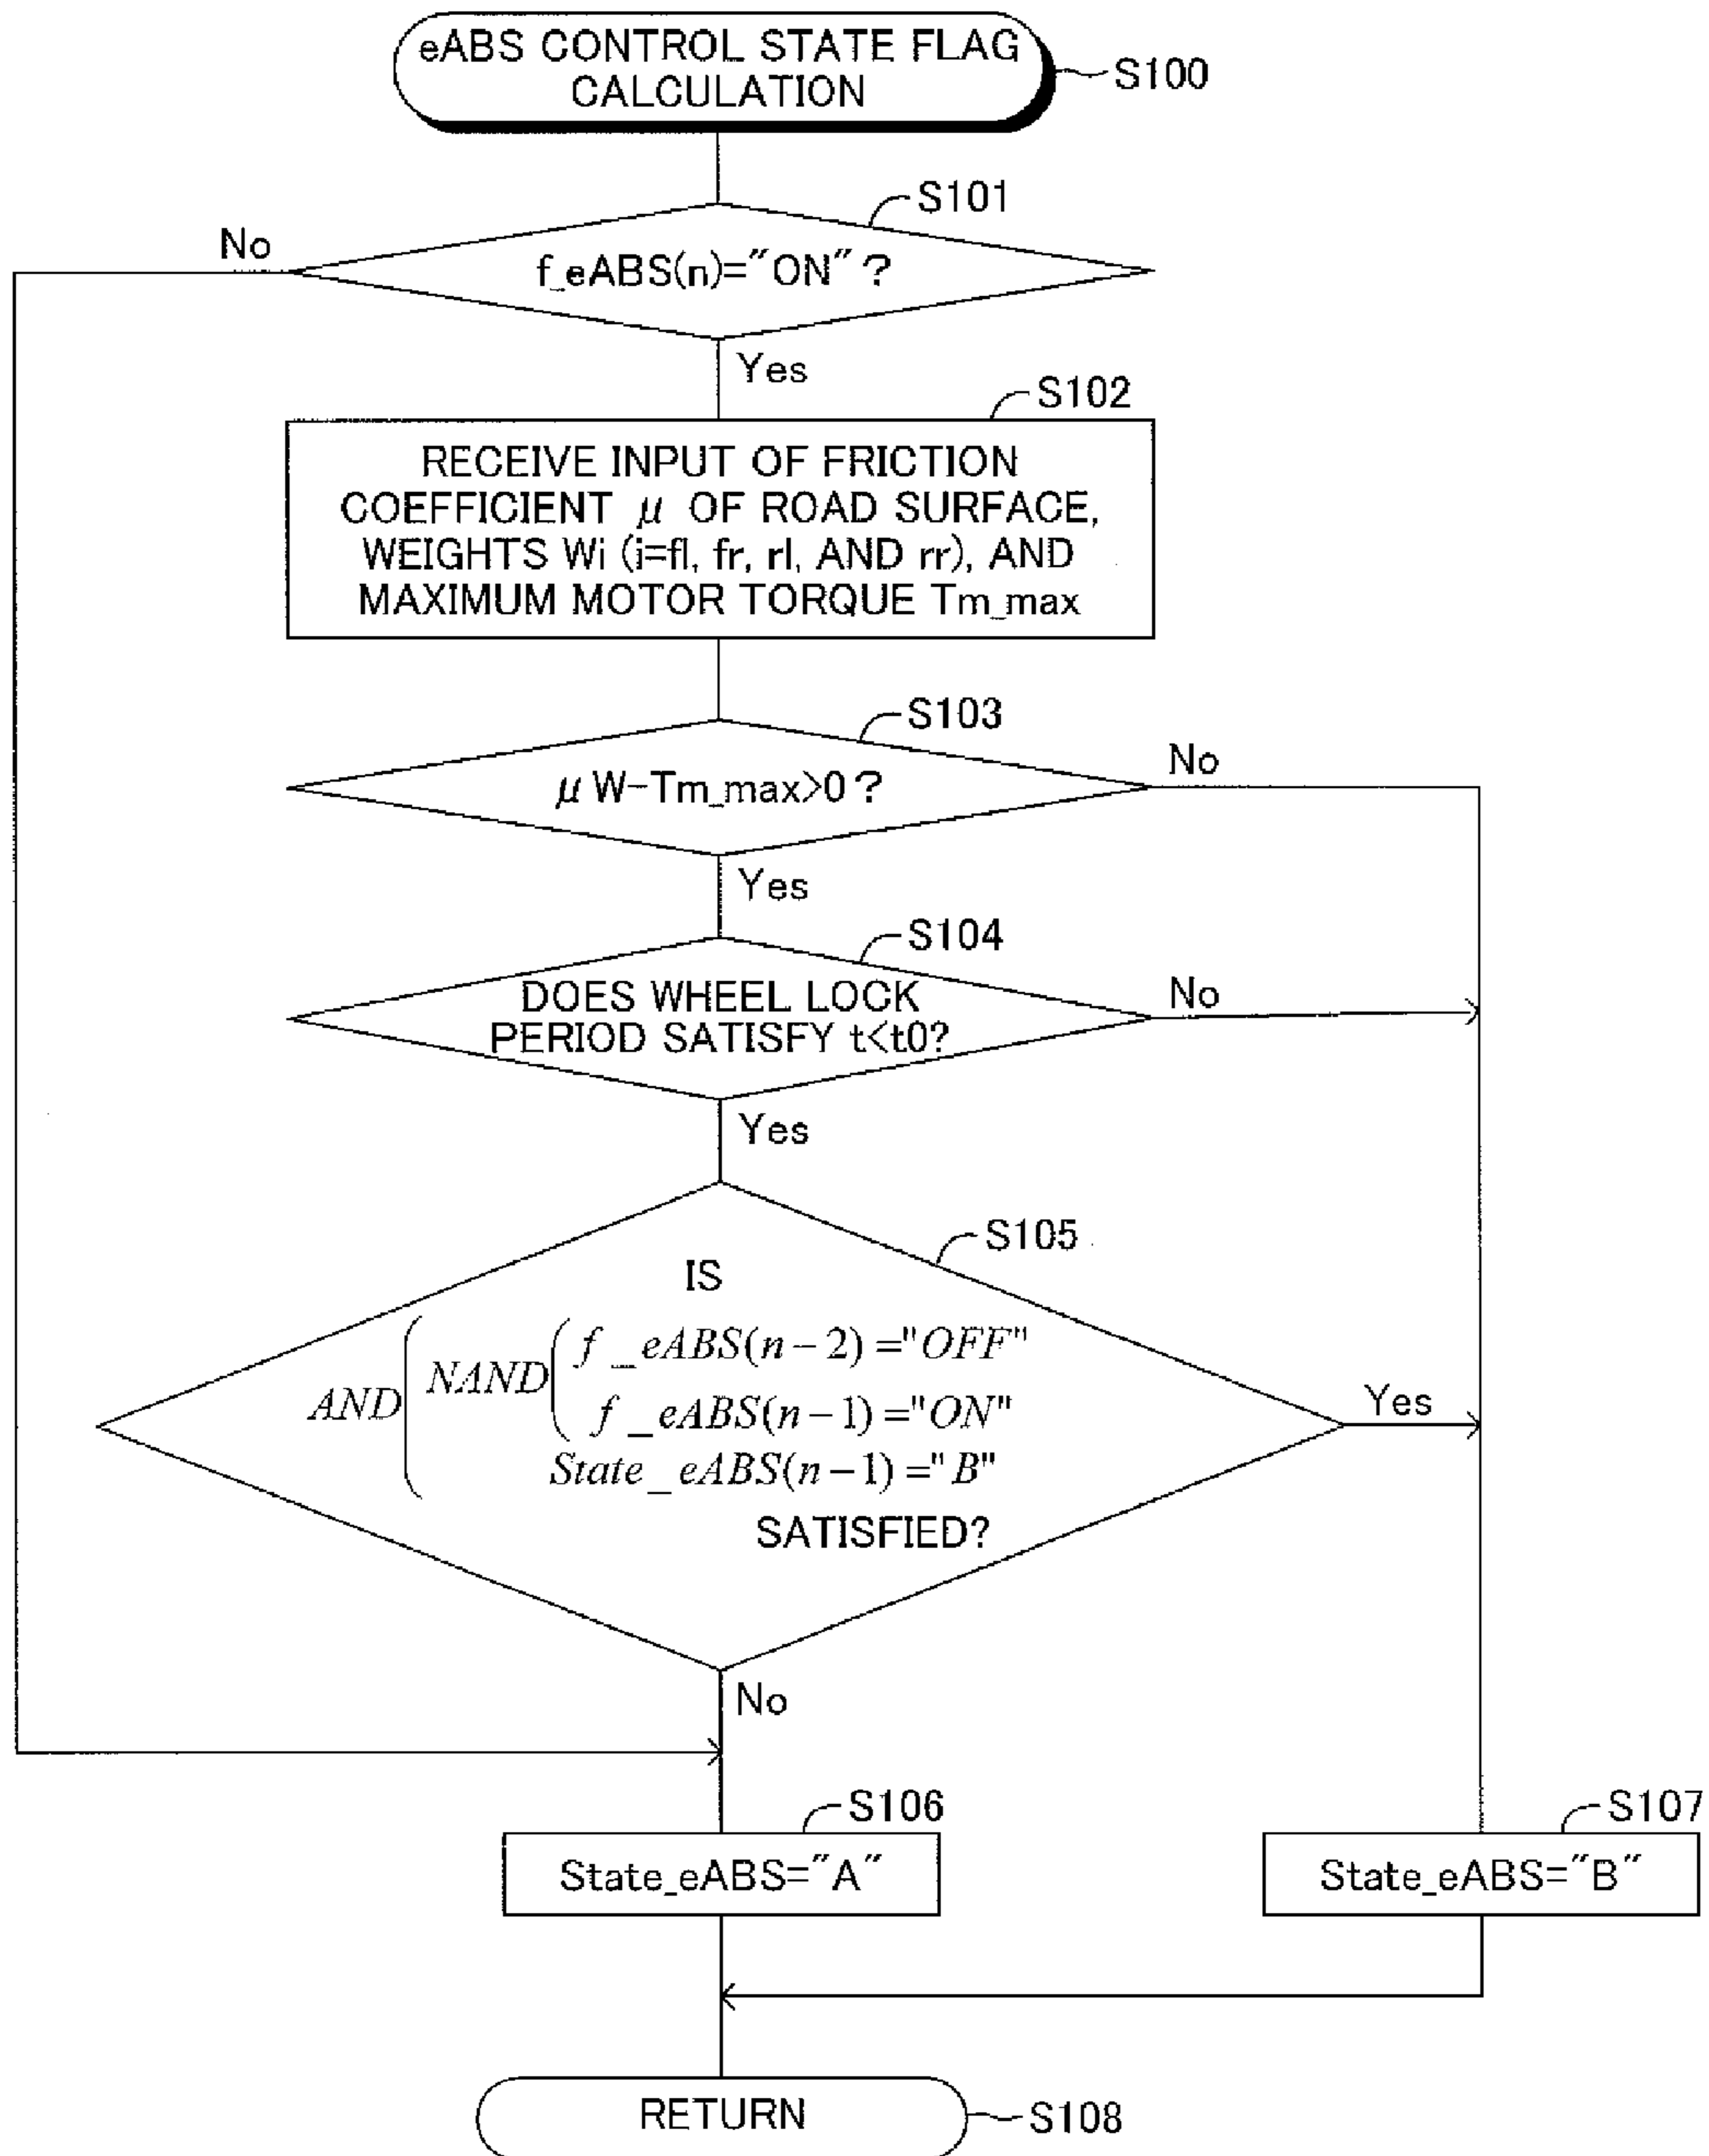 eABS CONTROL STATE FLAG
CALCULATION
S100
S101
No
f_eABS(n)="ON"?
Yes
S102
RECEIVE INPUT OF FRICTION
COEFFICIENT μ OF ROAD SURFACE,
WEIGHTS Wi (i=fl, fr, rl, AND rr), AND
MAXIMUM MOTOR TORQUE Tm_max
S103
No
μW-Tm_max>0?
Yes
S104
DOES WHEEL LOCK
PERIOD SATISFY t<t0?
No
Yes
S105
IS
f_eABS(n-2)="OFF"
NAND
AND
f_eABS(n-1)="ON"
Yes
State_eABS(n-1)="B"
SATISFIED?
No
S106
S107
State_eABS="A"
State_eABS="B"
RETURN
S108